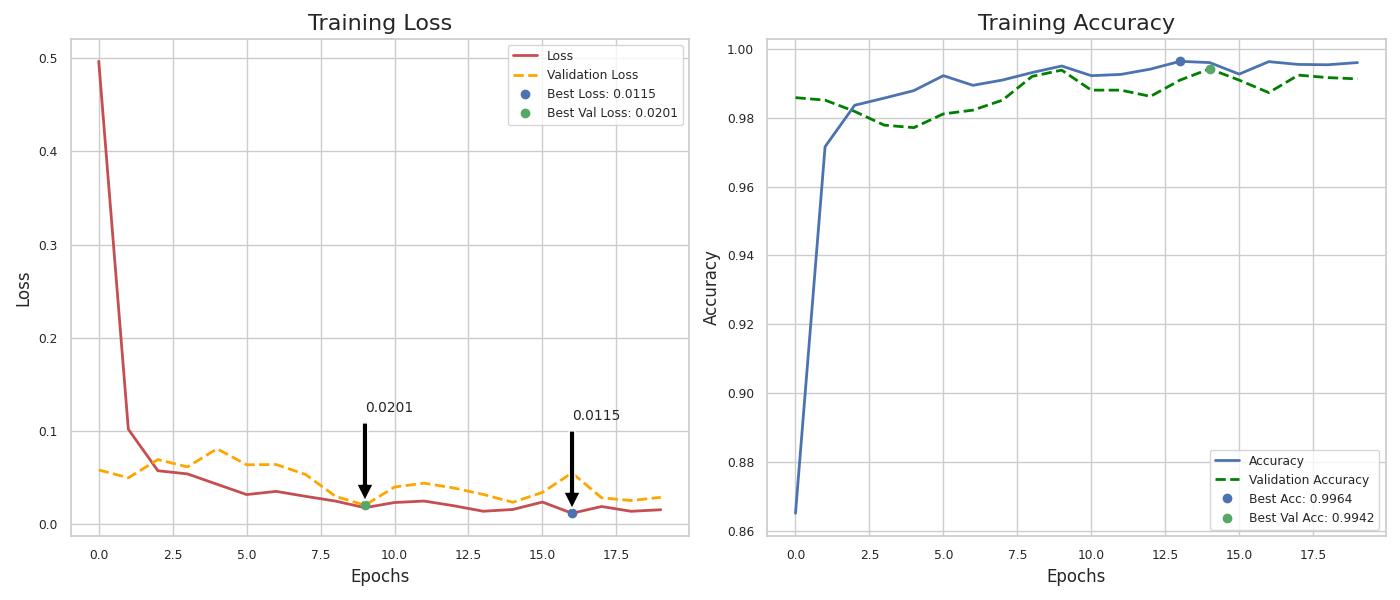 Training Loss
0.5
0.4
0.3
0.2
0.1
0.0
Loss
Loss
Validation Loss
Best Loss: 0.0115
Best Val Loss: 0.0201
0.0201
0.0115
0.0 2.5 5.0 7.5 10.0 12.5 15.0 17.5
Epochs
Training Accuracy
1.00
0.98
0.96
0.94
0.92
0.90
0.88
0.86
Accuracy
Accuracy
Validation Accuracy
Best Acc: 0.9964
Best Val Acc: 0.9942
0.0 2.5 5.0 7.5 10.0 12.5 15.0 17.5
Epochs